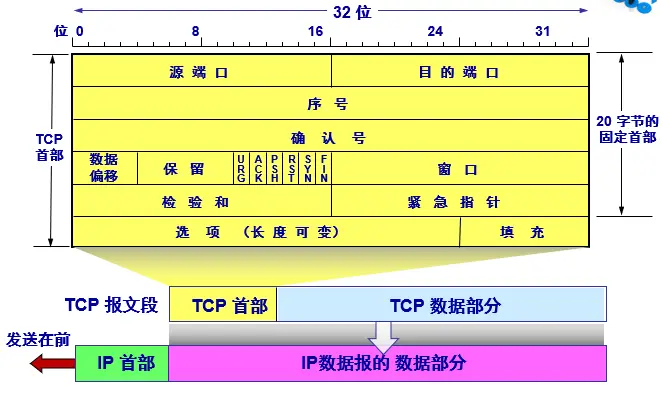 32 位
位 0 8 16 24 31
源 端 口 目 的 端 口
序 号
TCP
首部
确 认 号
20 字节的
固定首部
数据
偏移
保 留
URG
ACK
PSH
RST
SYN
FIN
窗 口
检 验 和 紧 急 指 针
选 项 （长 度 可 变） 填 充
TCP 报文段 TCP 首部 TCP 数据部分
发送在前
IP 首部 IP数据报的 数据部分